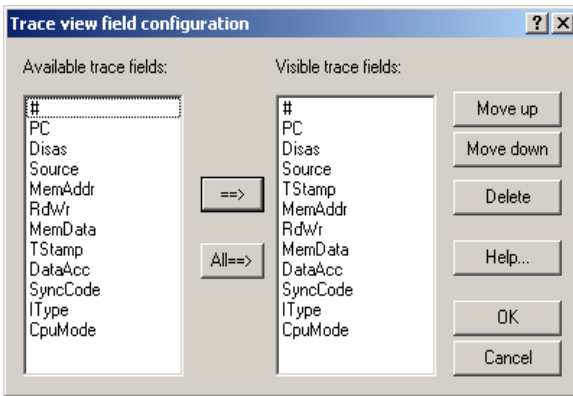 Trace view field configuration
Available trace fields:
#
PC
Disas
Source
MemAddr
RdWr
MemData
TStamp
DataAcc
SyncCode
IType
CpuMode
==>
All==>
Visible trace fields:
#
PC
Disas
Source
TStamp
MemAddr
RdWr
MemData
DataAcc
SyncCode
IType
CpuMode
Move up
Move down
Delete
Help...
OK
Cancel